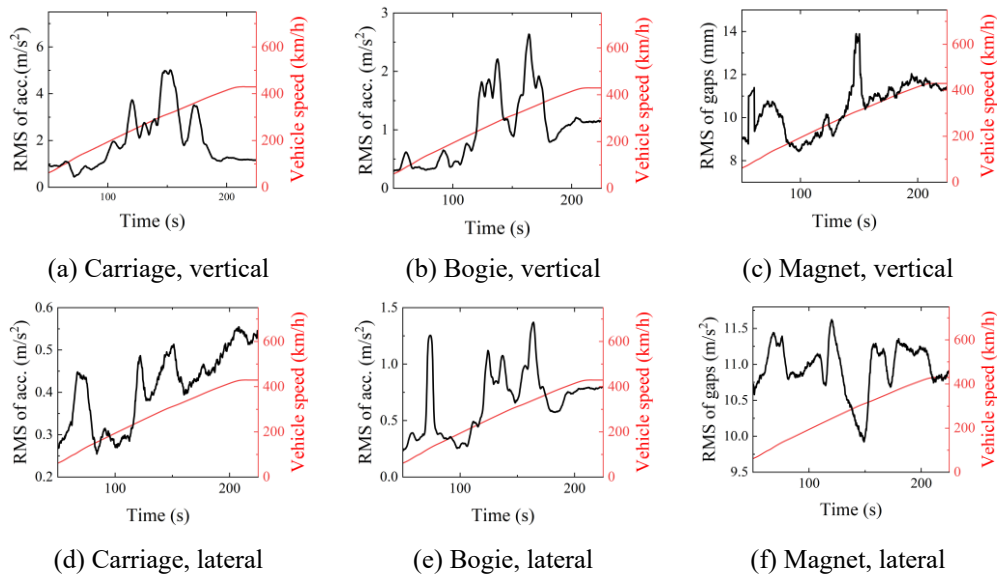 RMS of acc.(m/s²)
0
2
4
6
100
200
Time (s)
0
200
400
600
Vehicle speed (km/h)
(a) Carriage, vertical
RMS of acc. (m/s²)
0
1
2
3
100
200
Time (s)
0
200
400
600
Vehicle speed (km/h)
(b) Bogie, vertical
RMS of gaps (mm)
8
10
12
14
100
200
Time (s)
0
200
400
600
Vehicle speed (km/h)
(c) Magnet, vertical
RMS of acc. (m/s²)
0.2
0.3
0.4
0.5
0.6
100
200
Time (s)
0
200
400
600
Vehicle speed (km/h)
(d) Carriage, lateral
RMS of acc. (m/s²)
0.0
0.5
1.0
1.5
100
200
Time (s)
0
200
400
600
Vehicle speed (km/h)
(e) Bogie, lateral
RMS of gaps (m/s²)
9.5
10.0
10.5
11.0
11.5
100
200
Time (s)
0
200
400
600
Vehicle speed (km/h)
(f) Magnet, lateral